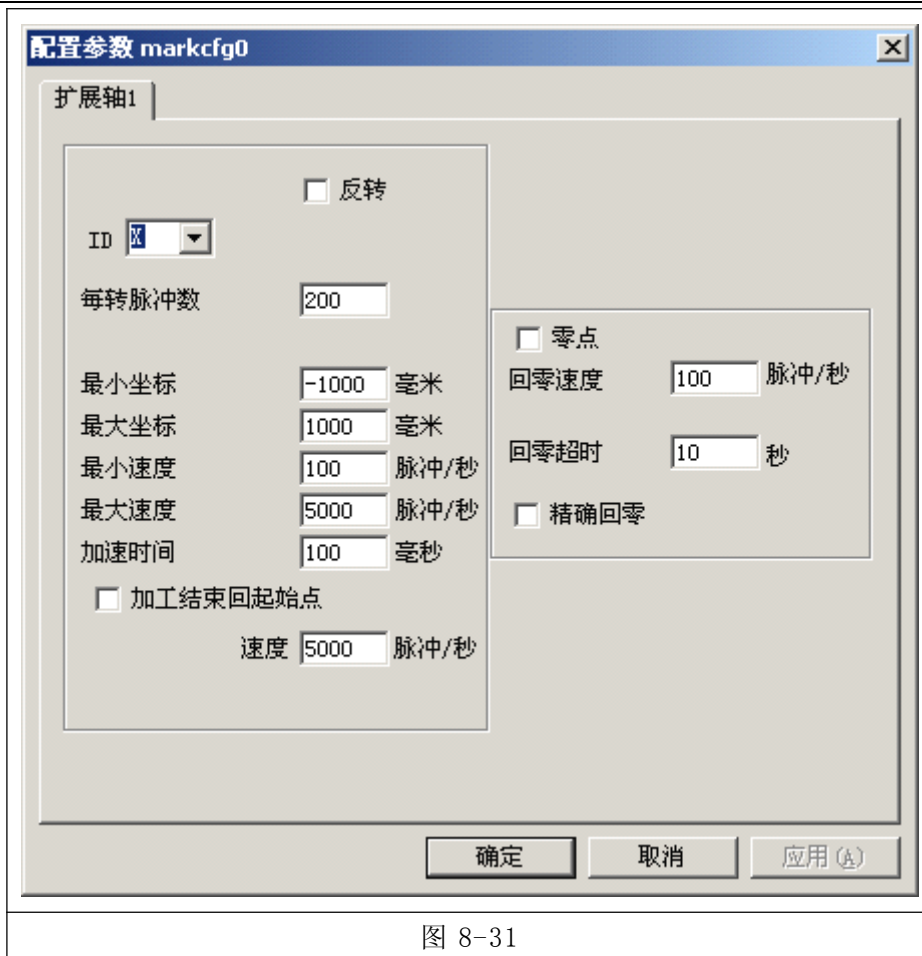 配置参数 markcfg0
扩展轴1
反转
ID X
每转脉冲数 200
最小坐标 -1000 毫米
最大坐标 1000 毫米
最小速度 100 脉冲/秒
最大速度 5000 脉冲/秒
加速时间 100 毫秒
加工结束回起始点
速度 5000 脉冲/秒
零点
回零速度 100 脉冲/秒
回零超时 10 秒
精确回零
确定 取消 应用(A)
图 8-31